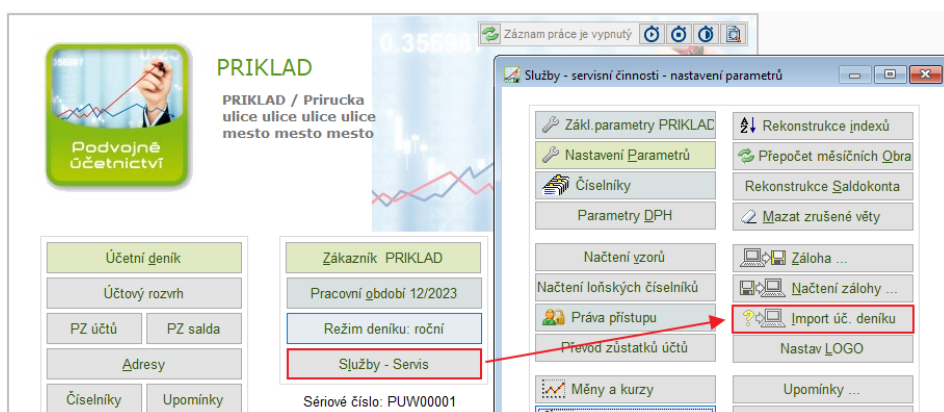 0.35698
Záznam práce je vypnutý
PRIKLAD
PRIKLAD / Prirucka
ulice ulice ulice ulice
mesto mesto mesto
Podvojné
účetnictví
Účetní deník
Účtový rozvrh
PZ účtů
PZ salda
Adresy
Číselníky
Upomínky
Zákazník PRIKLAD
Pracovní období 12/2023
Režim deníku: roční
Služby - Servis
Sériové číslo: PUW00001
Služby - servisní činnosti - nastavení parametrů
Zákl.parametry PRIKLAD
Nastavení Parametrů
Číselníky
Parametry DPH
Načtení vzorů
Načtení loňských číselníků
Práva přístupu
Převod zůstatků účtů
Měny a kurzy
Rekonstrukce indexů
Přepočet měsíčních Obra
Rekonstrukce Saldokonta
Mazat zrušené věty
Záloha ...
Načtení zálohy ...
Import úč. deníku
Nastav LOGO
Upomínky ...